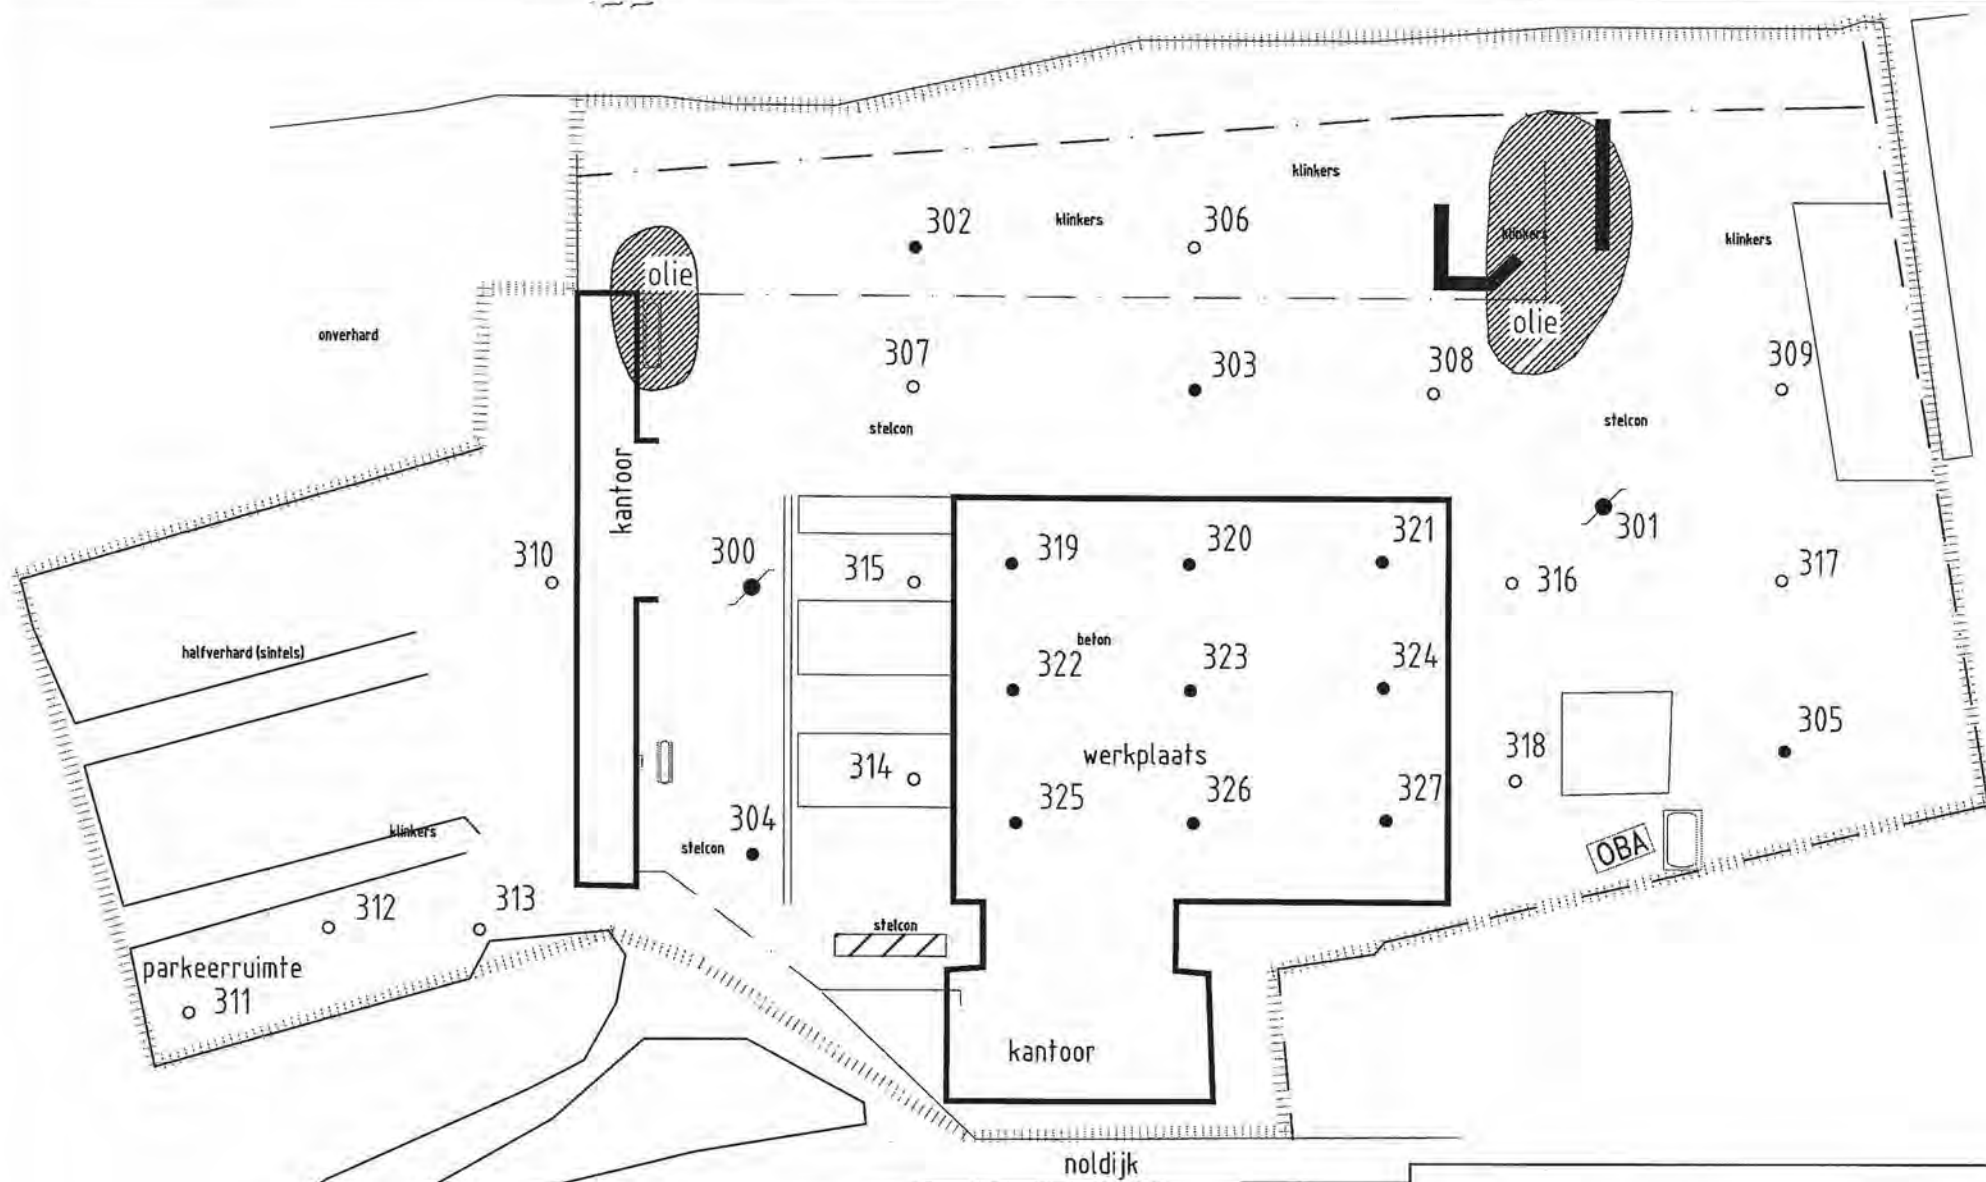 klinkers
302
klinkers
306
klinkers
klinkers
olie
olie
onverhard
307
303
308
309
stelcon
stelcon
kantoor
310
300
315
319
320
321
301
316
317
halfverhard (sintels)
beton
322
323
324
305
werkplaats
314
318
325
326
327
304
klinkers
stelcon
OBA
312
313
stelcon
parkeerruimte
311
kantoor
noldijk